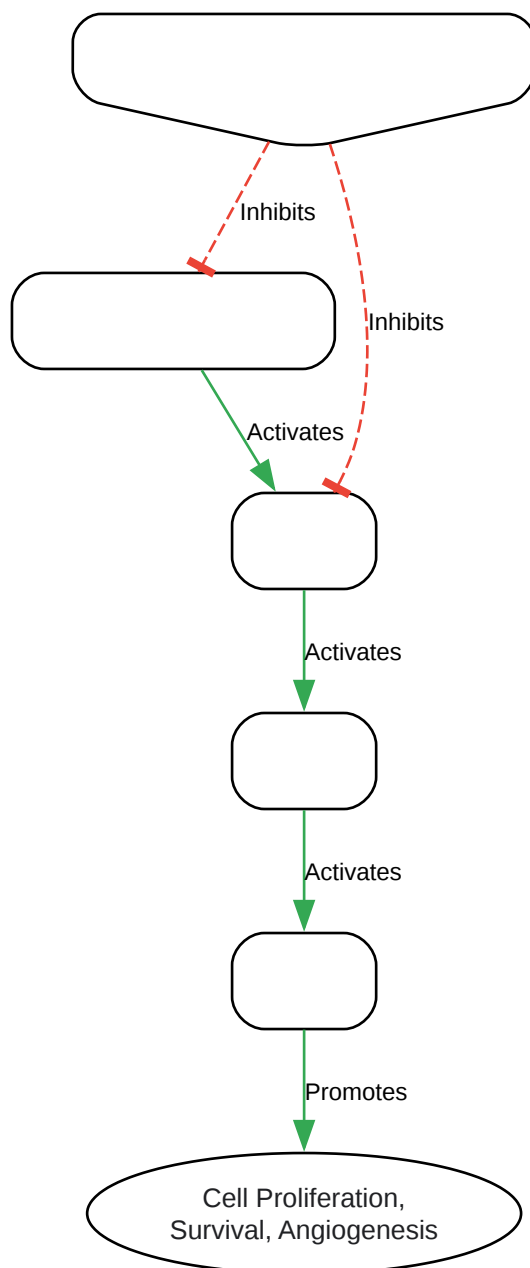 Inhibits
Inhibits
Activates
Activates
Activates
Promotes
Cell Proliferation,
Survival, Angiogenesis